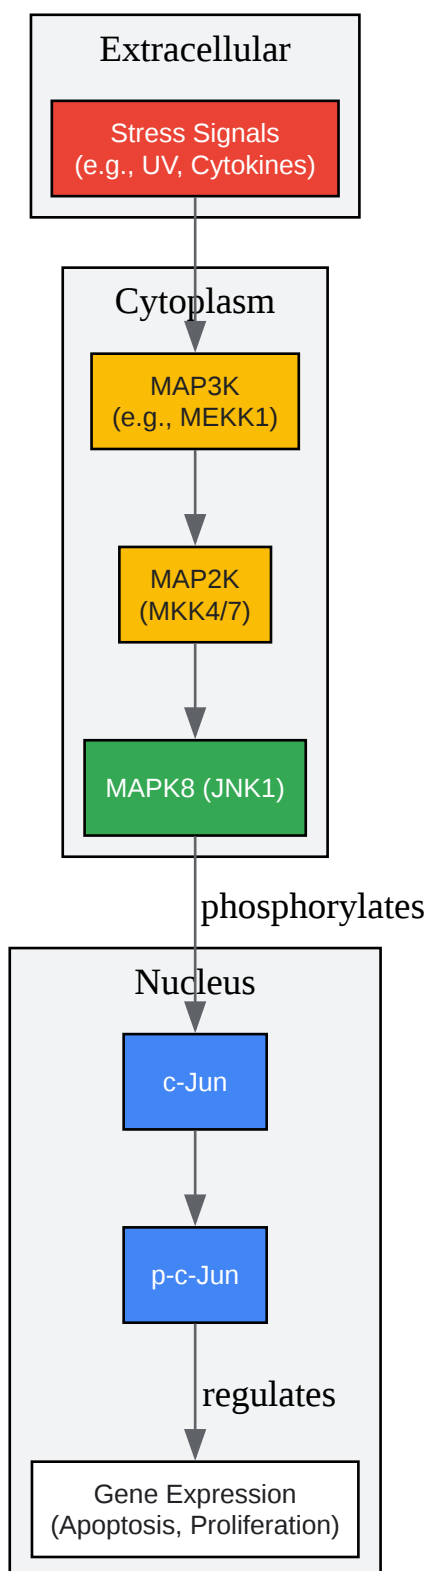 Extracellular
Stress Signals
(e.g., UV, Cytokines)
Cytoplasm
MAP3K
(e.g., MEKK1)
MAP2K
(MKK4/7)
MAPK8 (JNK1)
phosphorylates
Nucleus
c-Jun
p-c-Jun
regulates
Gene Expression
(Apoptosis, Proliferation)